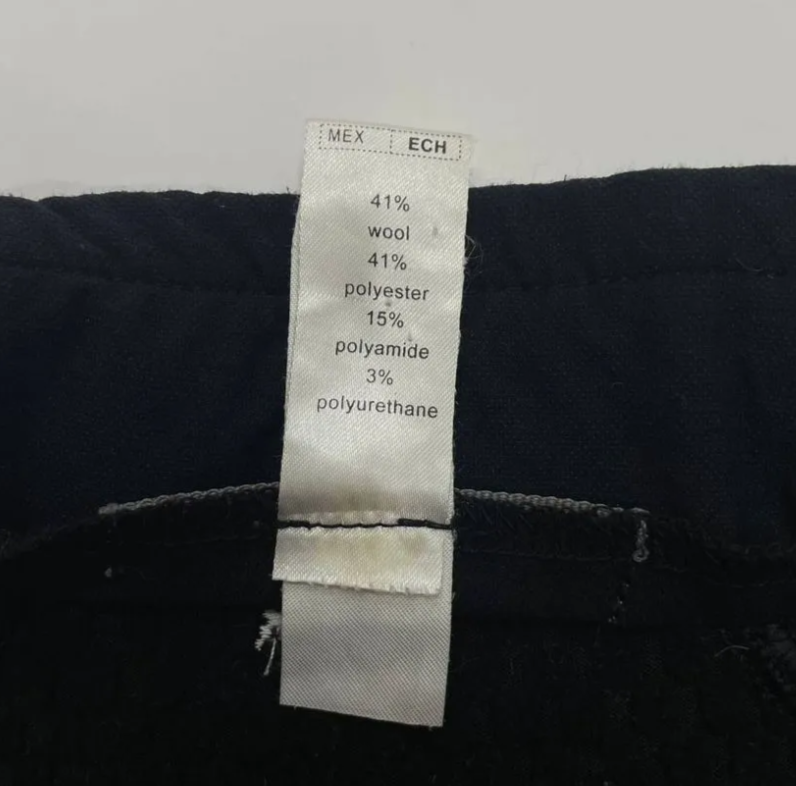 MEX ECH
41%
wool
41%
polyester
15%
polyamide
3%
polyurethane